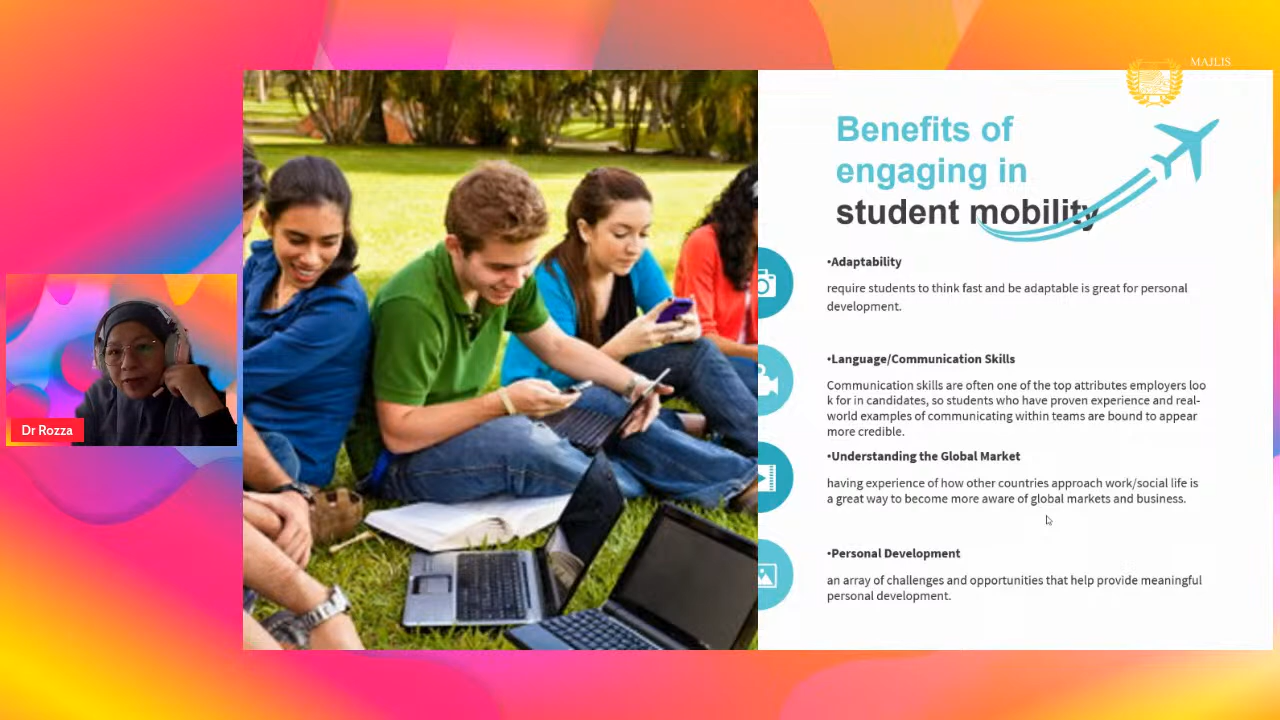 MAJLIS
Benefits of
engaging in
student mobility
•Adaptability
require students to think fast and be adaptable is great for personal
development.
•Language/Communication Skills
Communication skills are often one of the top attributes employers loo
k for in candidates, so students who have proven experience and real-
world examples of communicating within teams are bound to appear
more credible.
•Understanding the Global Market
having experience of how other countries approach work/social life is
a great way to become more aware of global markets and business.
•Personal Development
an array of challenges and opportunities that help provide meaningful
personal development.
Dr Rozza